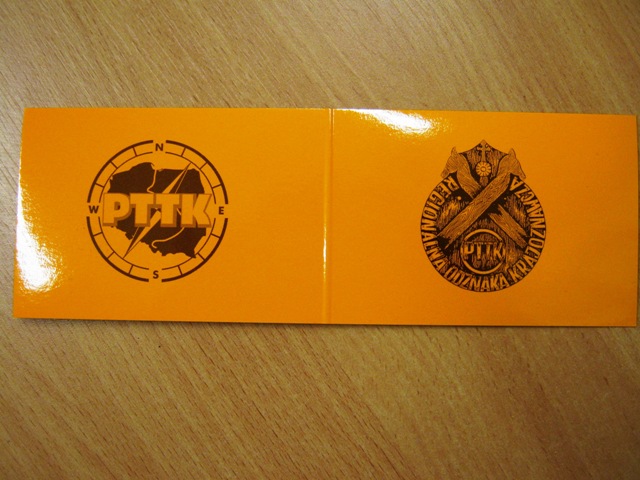 N
W PTTK E
S
REGIONALNA ODZNAKA KRAJOZNAWCZA
PTTK